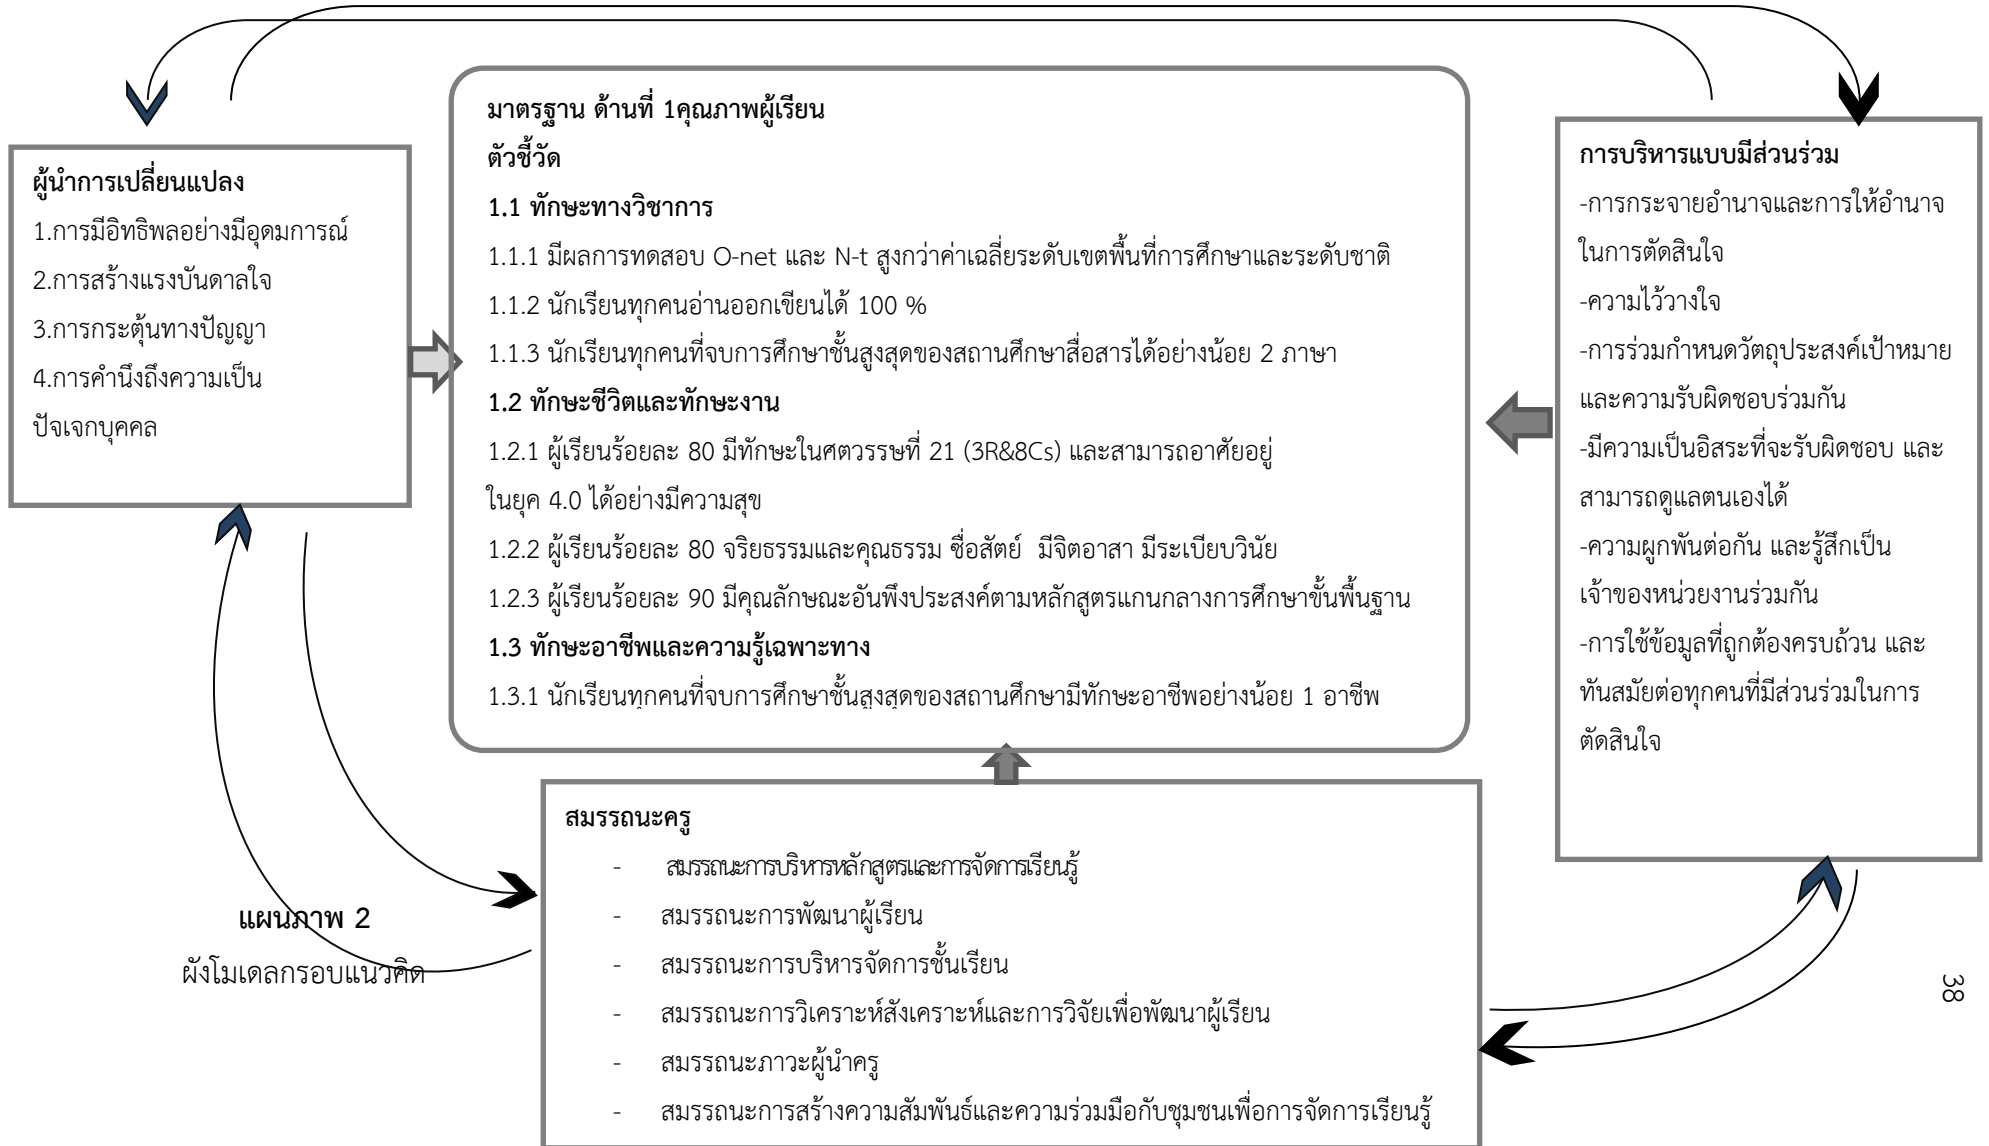 ผู้นำการเปลี่ยนแปลง
1.การมีอิทธิพลอย่างมีอุดมการณ์
2.การสร้างแรงบันดาลใจ
3.การกระตุ้นทางปัญญา
4.การคำนึงถึงความเป็น
ปัจเจกบุคคล
มาตรฐาน ด้านที่ 1คุณภาพผู้เรียน
ตัวชี้วัด
1.1 ทักษะทางวิชาการ
1.1.1 มีผลการทดสอบ O-net และ N-t สูงกว่าค่าเฉลี่ยระดับเขตพื้นที่การศึกษาและระดับชาติ
1.1.2 นักเรียนทุกคนอ่านออกเขียนได้ 100 %
1.1.3 นักเรียนทุกคนที่จบการศึกษาชั้นสูงสุดของสถานศึกษาสื่อสารได้อย่างน้อย 2 ภาษา
1.2 ทักษะชีวิตและทักษะงาน
1.2.1 ผู้เรียนร้อยละ 80 มีทักษะในศตวรรษที่ 21 (3R&8Cs) และสามารถอาศัยอยู่
ในยุค 4.0 ได้อย่างมีความสุข
1.2.2 ผู้เรียนร้อยละ 80 จริยธรรมและคุณธรรม ซื่อสัตย์ มีจิตอาสา มีระเบียบวินัย
1.2.3 ผู้เรียนร้อยละ 90 มีคุณลักษณะอันพึงประสงค์ตามหลักสูตรแกนกลางการศึกษาขั้นพื้นฐาน
1.3 ทักษะอาชีพและความรู้เฉพาะทาง
1.3.1 นักเรียนทุกคนที่จบการศึกษาชั้นสูงสุดของสถานศึกษามีทักษะอาชีพอย่างน้อย 1 อาชีพ
การบริหารแบบมีส่วนร่วม
-การกระจายอำนาจและการให้อำนาจ
ในการตัดสินใจ
-ความไว้วางใจ
-การร่วมกำหนดวัตถุประสงค์เป้าหมาย
และความรับผิดชอบร่วมกัน
-มีความเป็นอิสระที่จะรับผิดชอบ และ
สามารถดูแลตนเองได้
-ความผูกพันต่อกัน และรู้สึกเป็น
เจ้าของหน่วยงานร่วมกัน
-การใช้ข้อมูลที่ถูกต้องครบถ้วน และ
ทันสมัยต่อทุกคนที่มีส่วนร่วมในการ
ตัดสินใจ
สมรรถนะครู
- สมรรถนะการบริหารหลักสูตรและการจัดการเรียนรู้
- สมรรถนะการพัฒนาผู้เรียน
- สมรรถนะการบริหารจัดการชั้นเรียน
- สมรรถนะการวิเคราะห์สังเคราะห์และการวิจัยเพื่อพัฒนาผู้เรียน
- สมรรถนะภาวะผู้นำครู
- สมรรถนะการสร้างความสัมพันธ์และความร่วมมือกับชุมชนเพื่อการจัดการเรียนรู้
แผนภาพ 2
ผังโมเดลกรอบแนวคิด
38